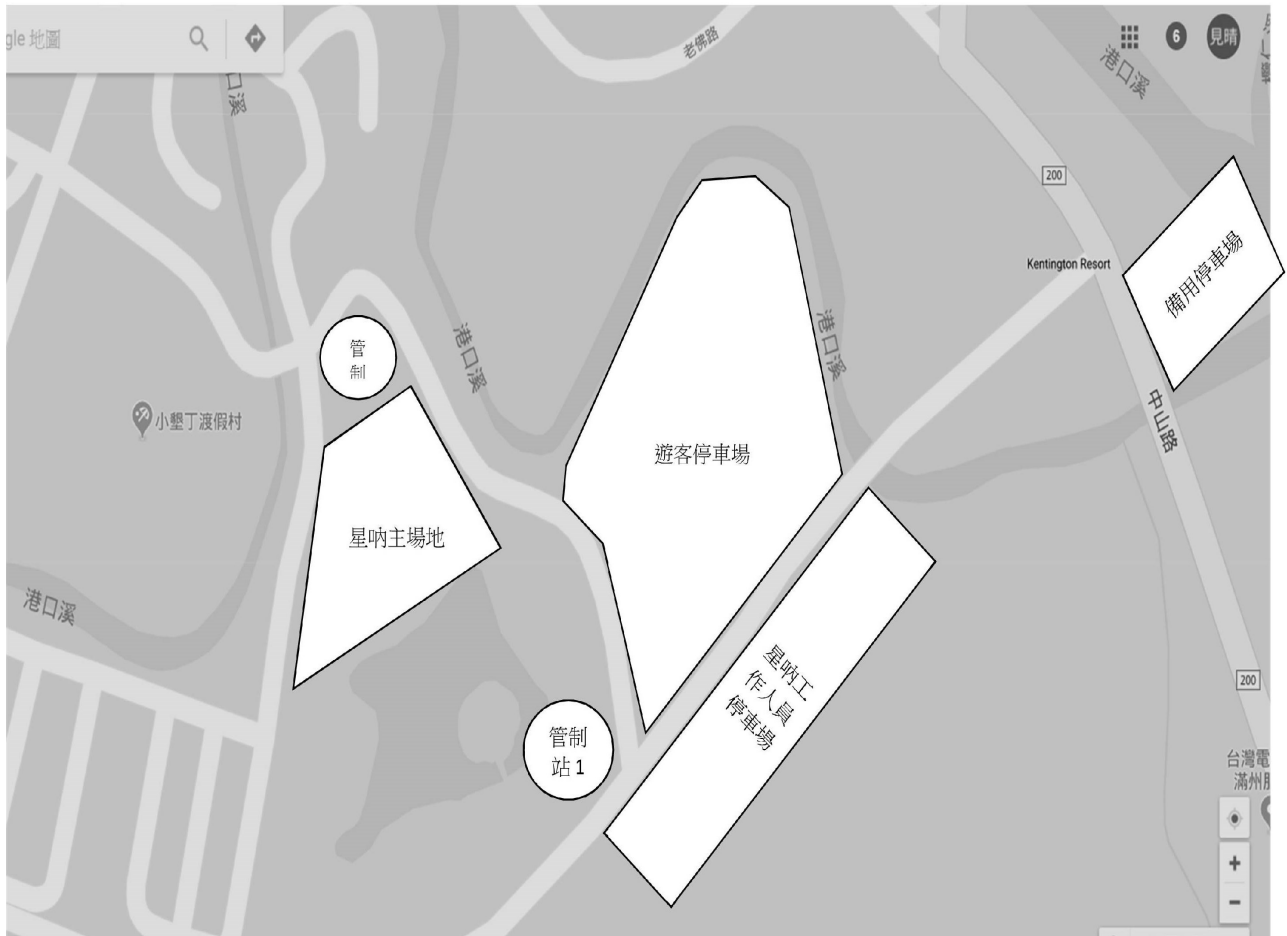 gle 地圖
老佛路
6
見晴
港口溪
港口溪
200
Kentington Resort
備用停車場
管
制
港口溪
港口溪
小墾丁渡假村
遊客停車場
中山路
星吶主場地
港口溪
星吶工
作人員
停車場
200
管制
站 1
台灣電
滿州服
+
−